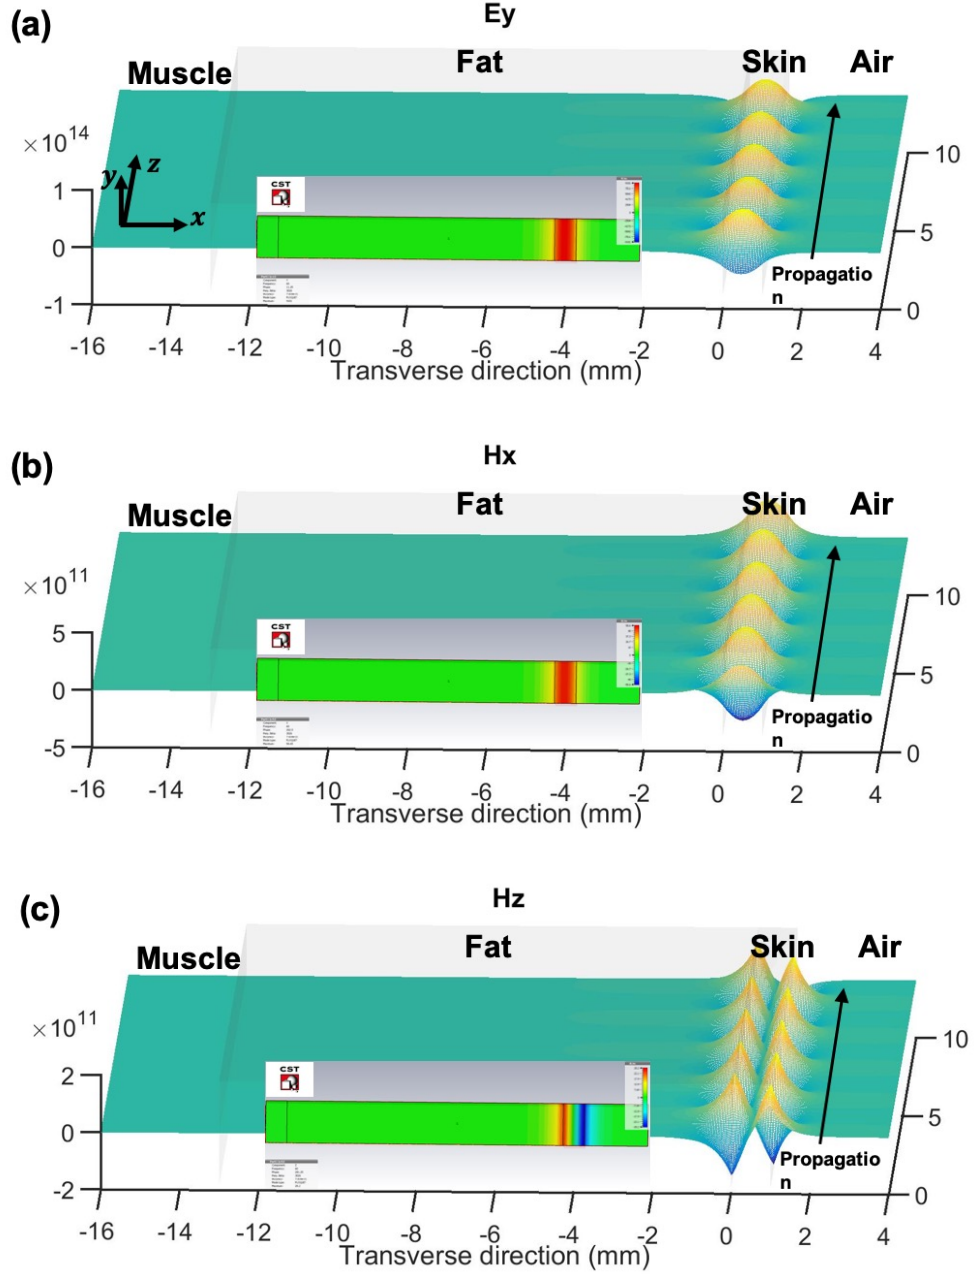 (a)
Ey
Muscle Fat Skin Air
×10^14
y z
x
CST
1
0
-1
10
5
0
Propagatio
n
-16 -14 -12 -10 -8 -6 -4 -2 0 2 4
Transverse direction (mm)
(b)
Hx
Muscle Fat Skin Air
×10^11
CST
5
0
-5
10
5
0
Propagatio
n
-16 -14 -12 -10 -8 -6 -4 -2 0 2 4
Transverse direction (mm)
(c)
Hz
Muscle Fat Skin Air
×10^11
CST
2
0
-2
10
5
0
Propagatio
n
-16 -14 -12 -10 -8 -6 -4 -2 0 2 4
Transverse direction (mm)